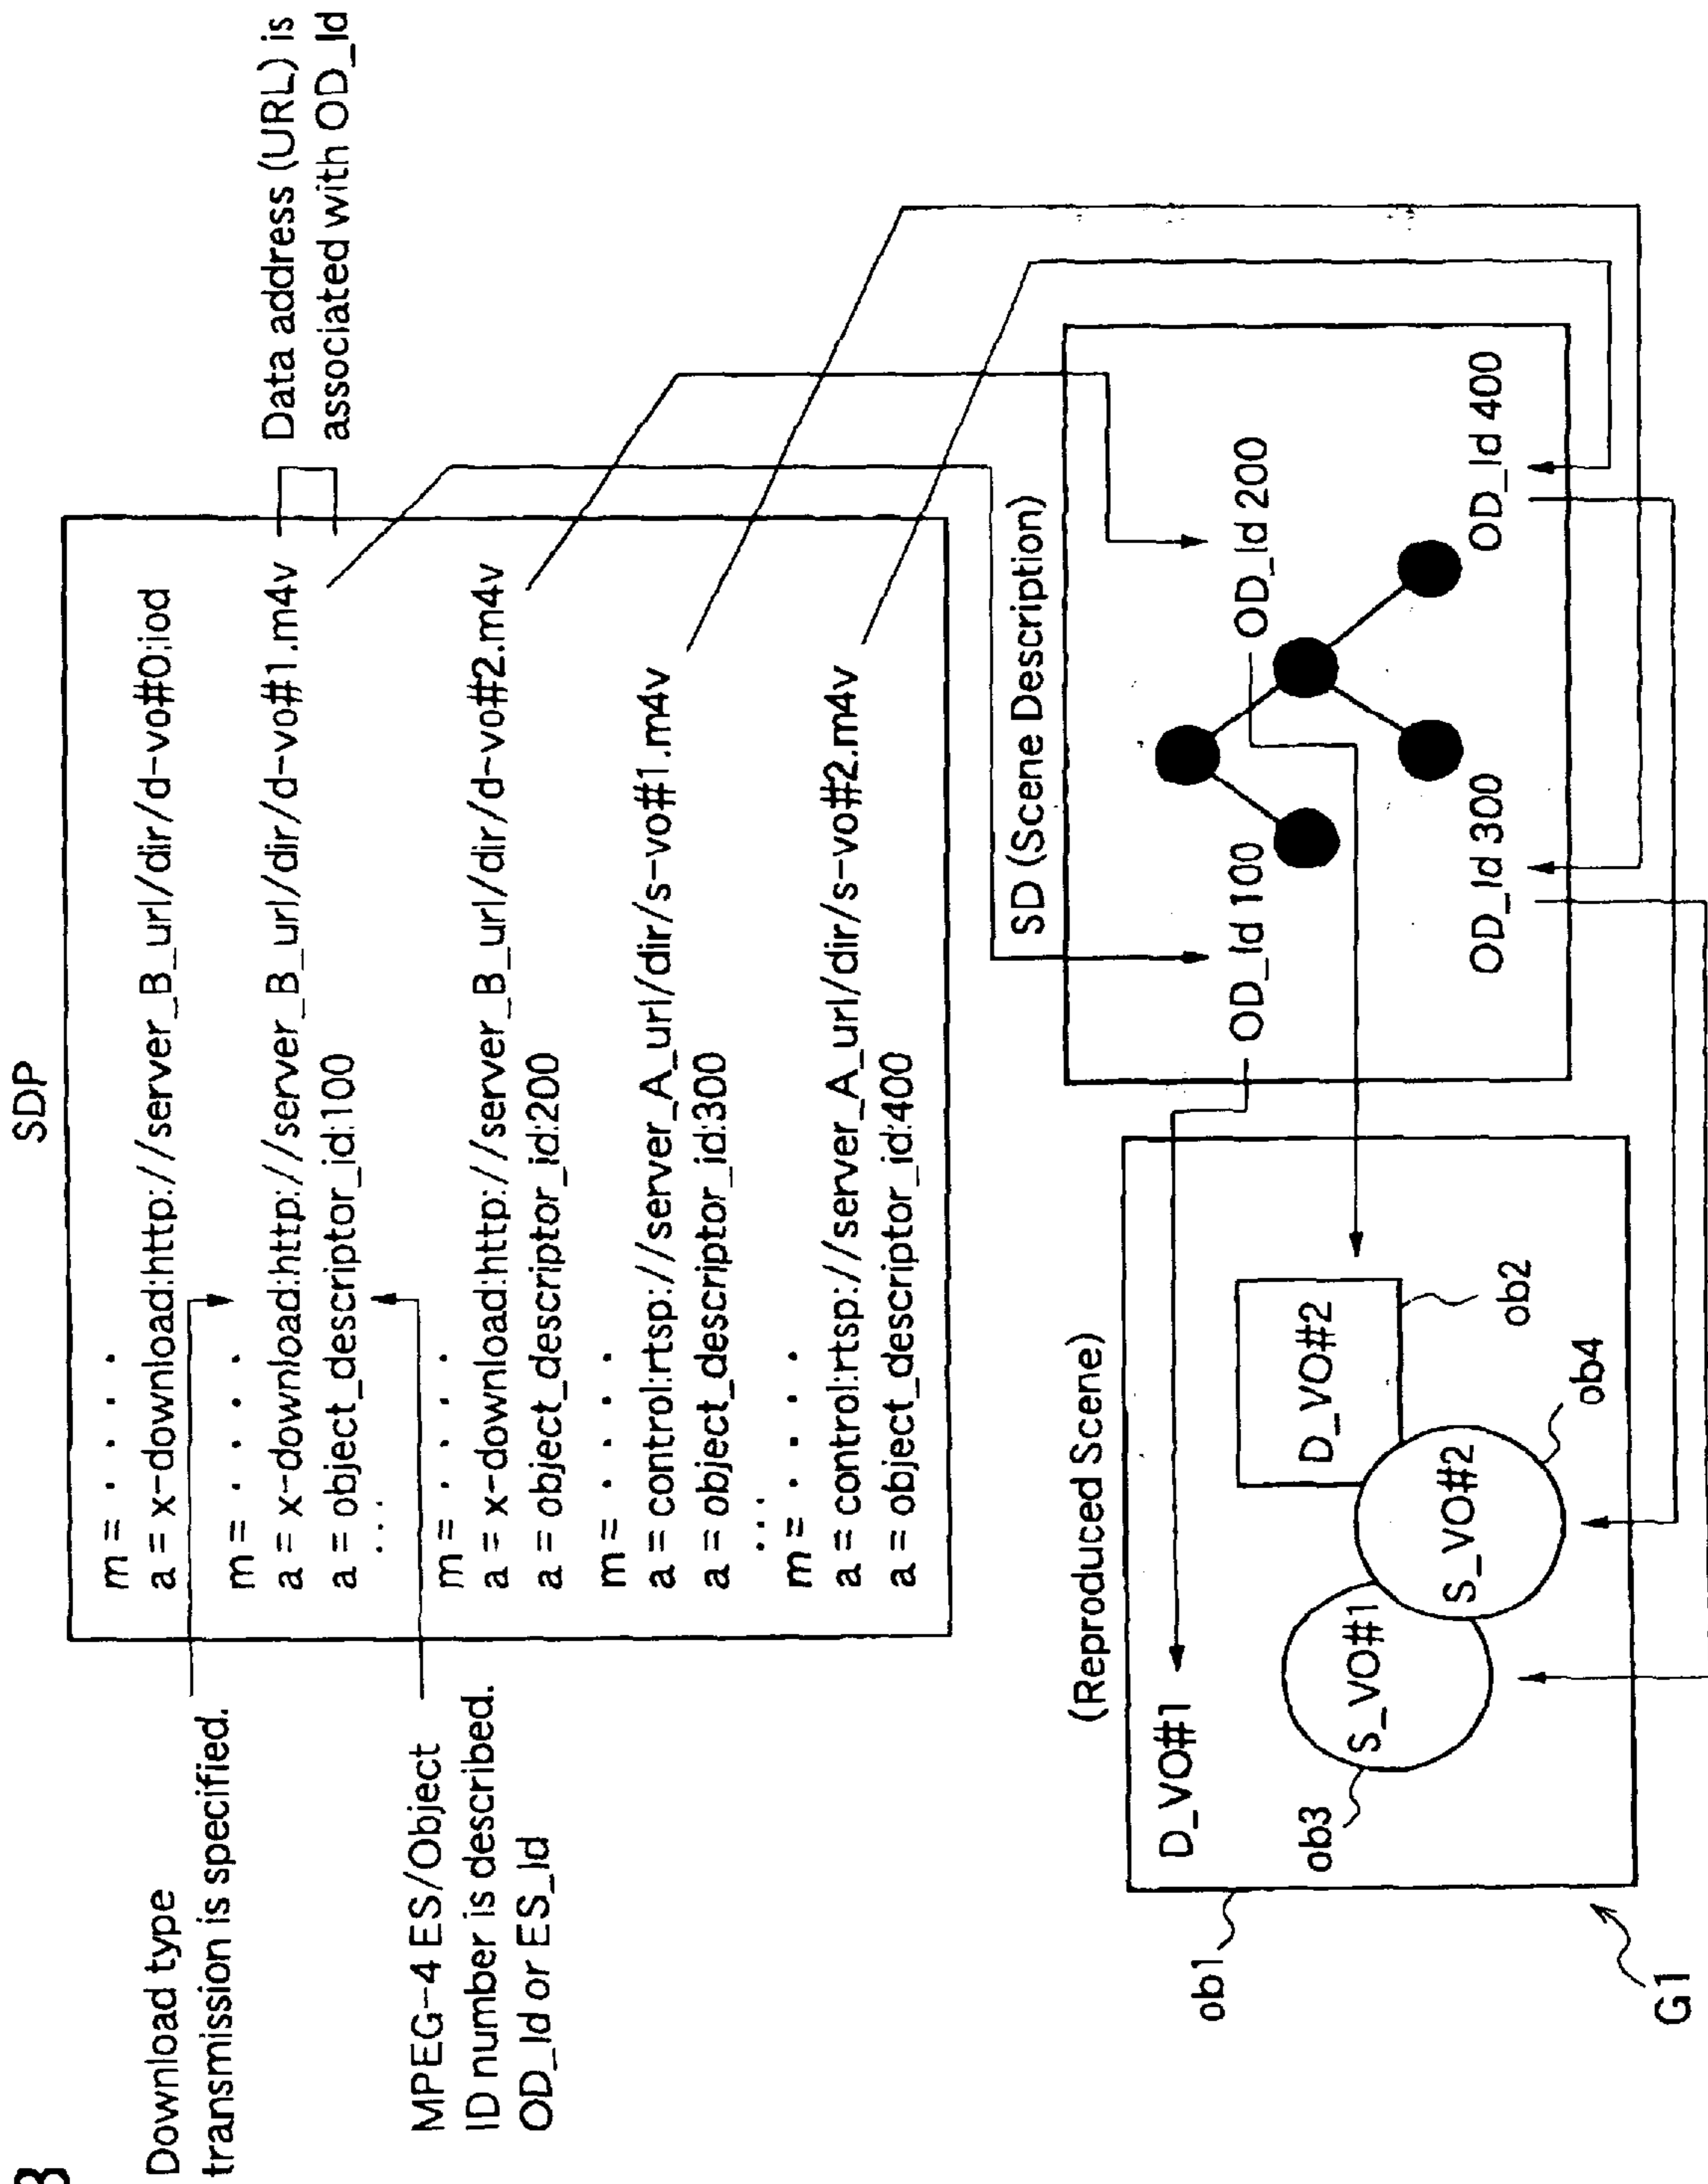 SDP
m = . . . .
a = x-download:http://server_B_url/dir/d-vo#0:iod
m = . . . .
a = x-download:http://server_B_url/dir/d-vo#1.m4v
a = object_descriptor_id:100
...
m = . . . .
a = x-download:http://server_B_url/dir/d-vo#2.m4v
a = object_descriptor_id:200
m = . . . .
a = control:rtsp://server_A_url/dir/s-vo#1.m4v
a = object_descriptor_id:300
...
m = . . . .
a = control:rtsp://server_A_url/dir/s-vo#2.m4v
a = object_descriptor_id:400
Download type
transmission is specified.
MPEG-4 ES/Object
ID number is described.
OD_Id or ES_Id
Data address (URL) is
associated with OD_Id
(Reproduced Scene)
D_VO#1
D_VO#2
S_VO#1
S_VO#2
ob1
ob2
ob3
ob4
G1
SD (Scene Description)
OD_Id 100
OD_Id 200
OD_Id 300
OD_Id 400